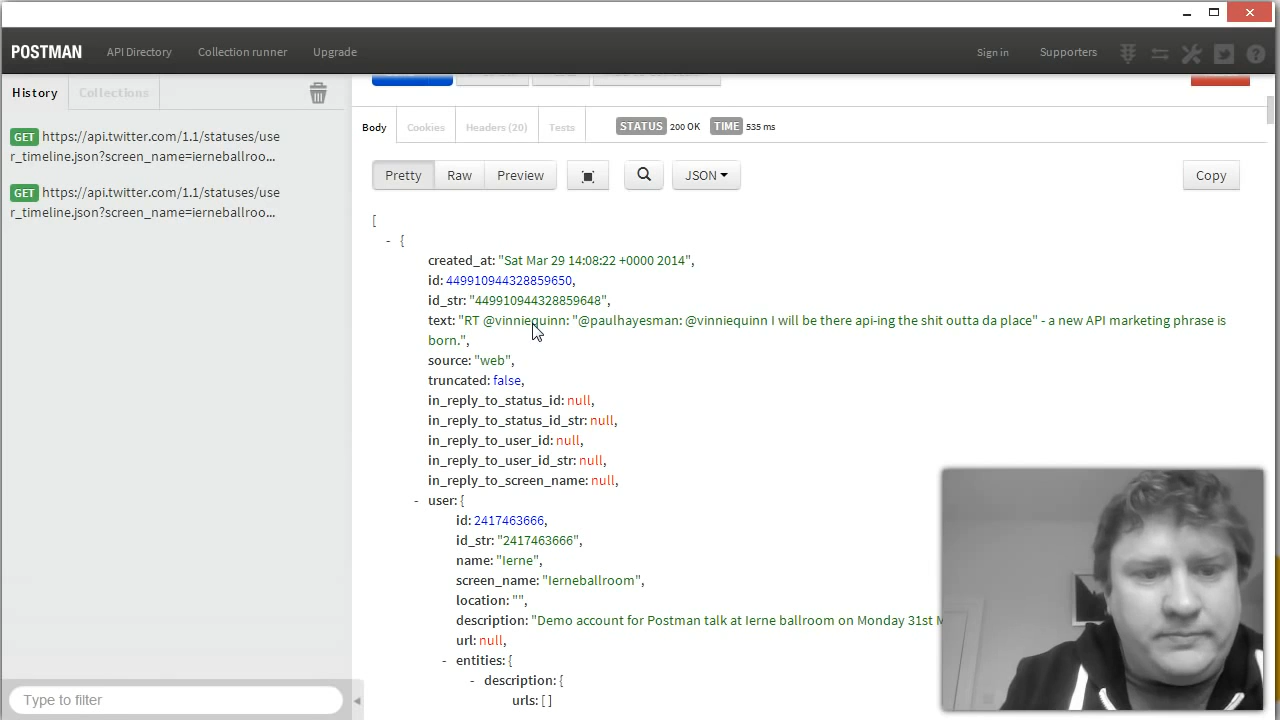 POSTMAN API Directory Collection runner Upgrade Sign in Supporters
History Collections
GET https://api.twitter.com/1.1/statuses/use
r_timeline.json?screen_name=ierneballroo...
GET https://api.twitter.com/1.1/statuses/use
r_timeline.json?screen_name=ierneballroo...
Type to filter
Body Cookies Headers (20) Tests STATUS 200 OK TIME 535 ms
Pretty Raw Preview JSON Copy
[
- {
created_at: "Sat Mar 29 14:08:22 +0000 2014",
id: 449910944328859650,
id_str: "449910944328859648",
text: "RT @vinniequinn: "@paulhayesman: @vinniequinn I will be there api-ing the shit outta da place" - a new API marketing phrase is
born.",
source: "web",
truncated: false,
in_reply_to_status_id: null,
in_reply_to_status_id_str: null,
in_reply_to_user_id: null,
in_reply_to_user_id_str: null,
in_reply_to_screen_name: null,
- user: {
id: 2417463666,
id_str: "2417463666",
name: "Ierne",
screen_name: "Ierneballroom",
location: "",
description: "Demo account for Postman talk at Ierne ballroom on Monday 31st
url: null,
- entities: {
- description: {
urls: [ ]